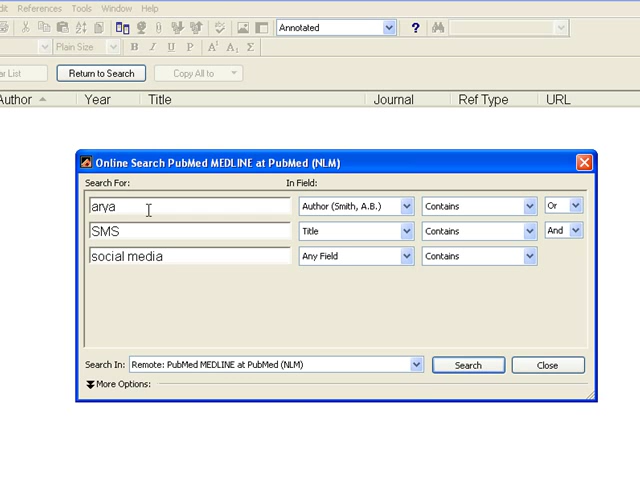 References Tools Window Help
Annotated
Plain Size B I U P A¹ A₁ Σ
Return to Search Copy All to
Author Year Title Journal Ref Type URL
Online Search PubMed MEDLINE at PubMed (NLM)
Search For: In Field:
arya Author (Smith, A.B.) Contains Or
SMS Title Contains And
social media Any Field Contains
Search In: Remote: PubMed MEDLINE at PubMed (NLM) Search Close
More Options: